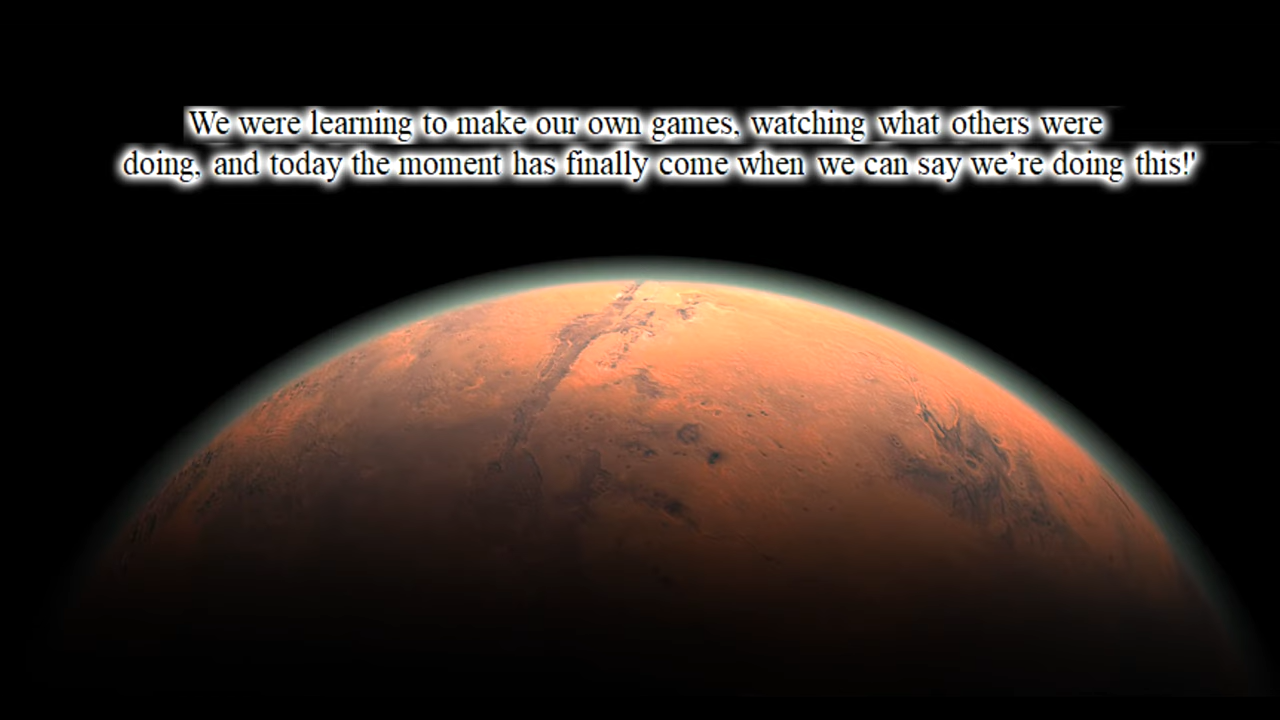 We were learning to make our own games, watching what others were
doing, and today the moment has finally come when we can say we’re doing this!'